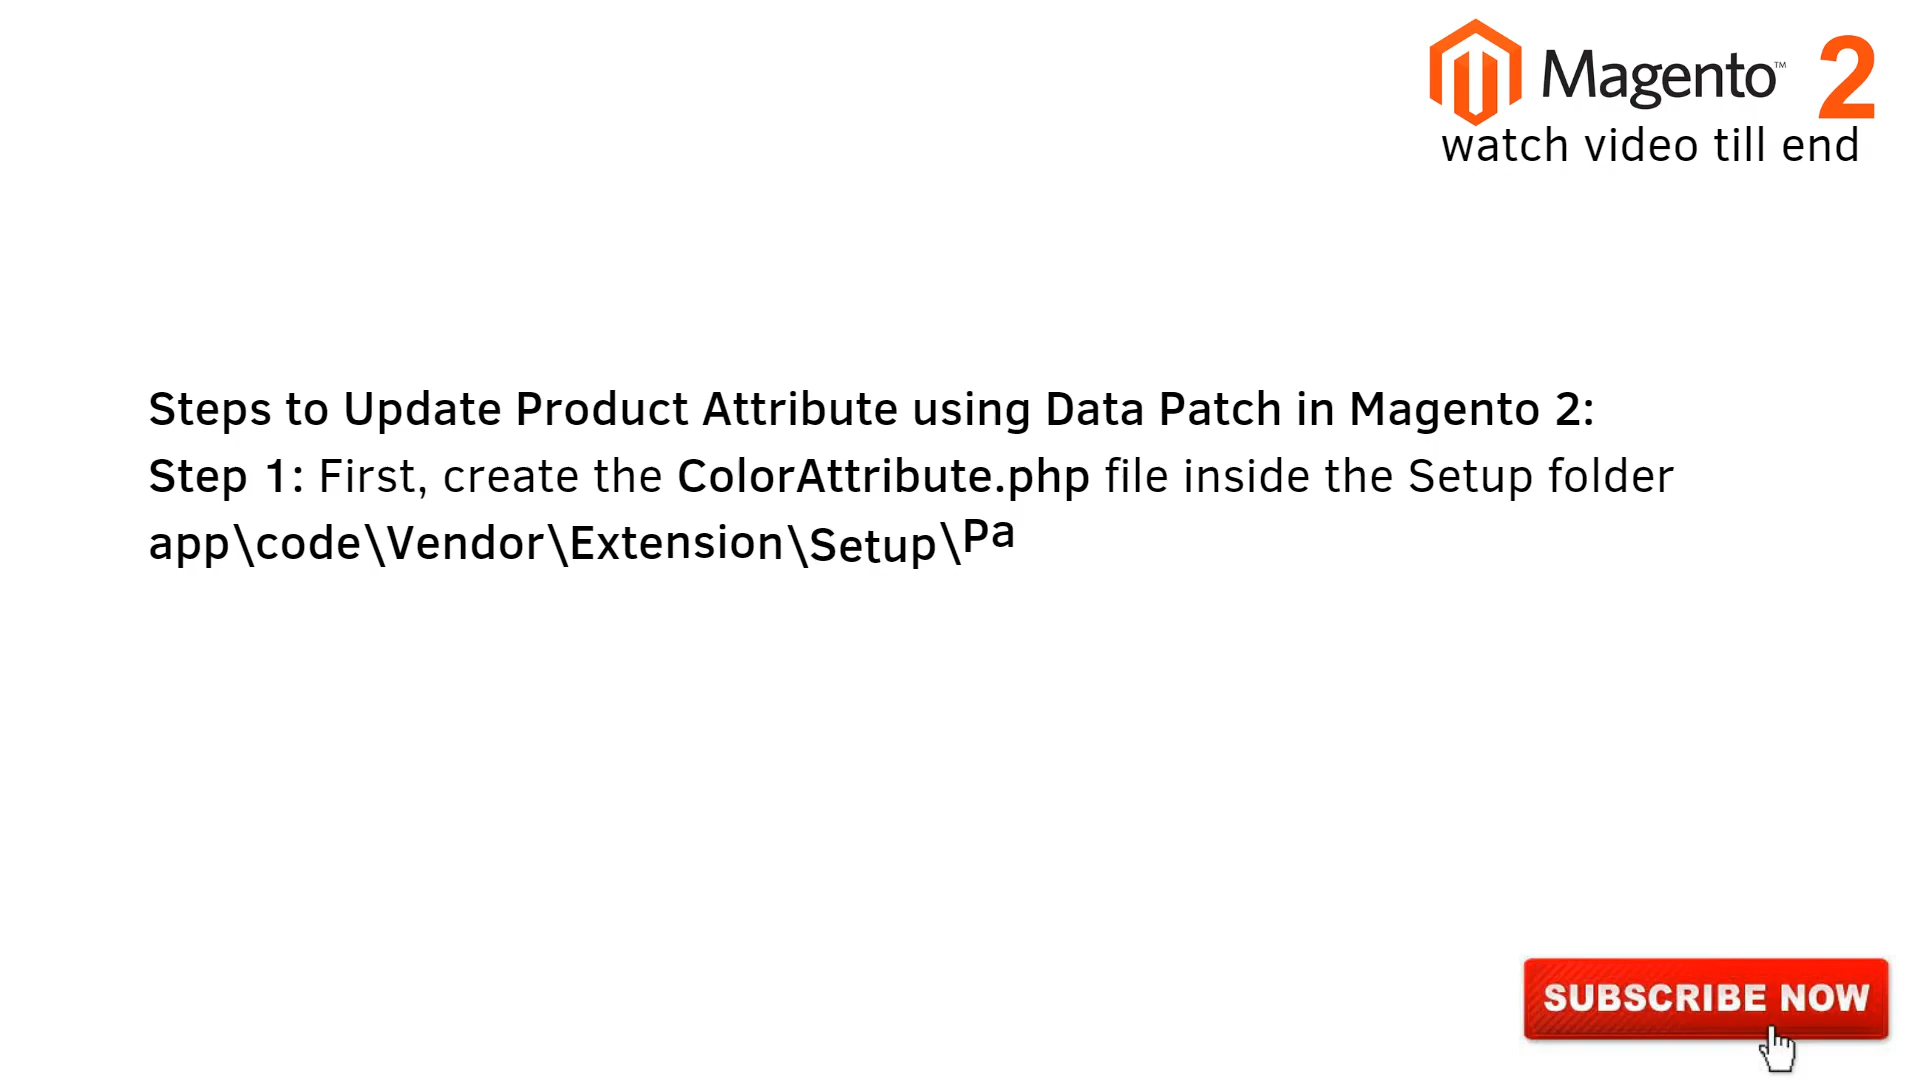 Magento™ 2
watch video till end
Steps to Update Product Attribute using Data Patch in Magento 2:
Step 1: First, create the ColorAttribute.php file inside the Setup folder
app\code\Vendor\Extension\Setup\Pa
SUBSCRIBE NOW